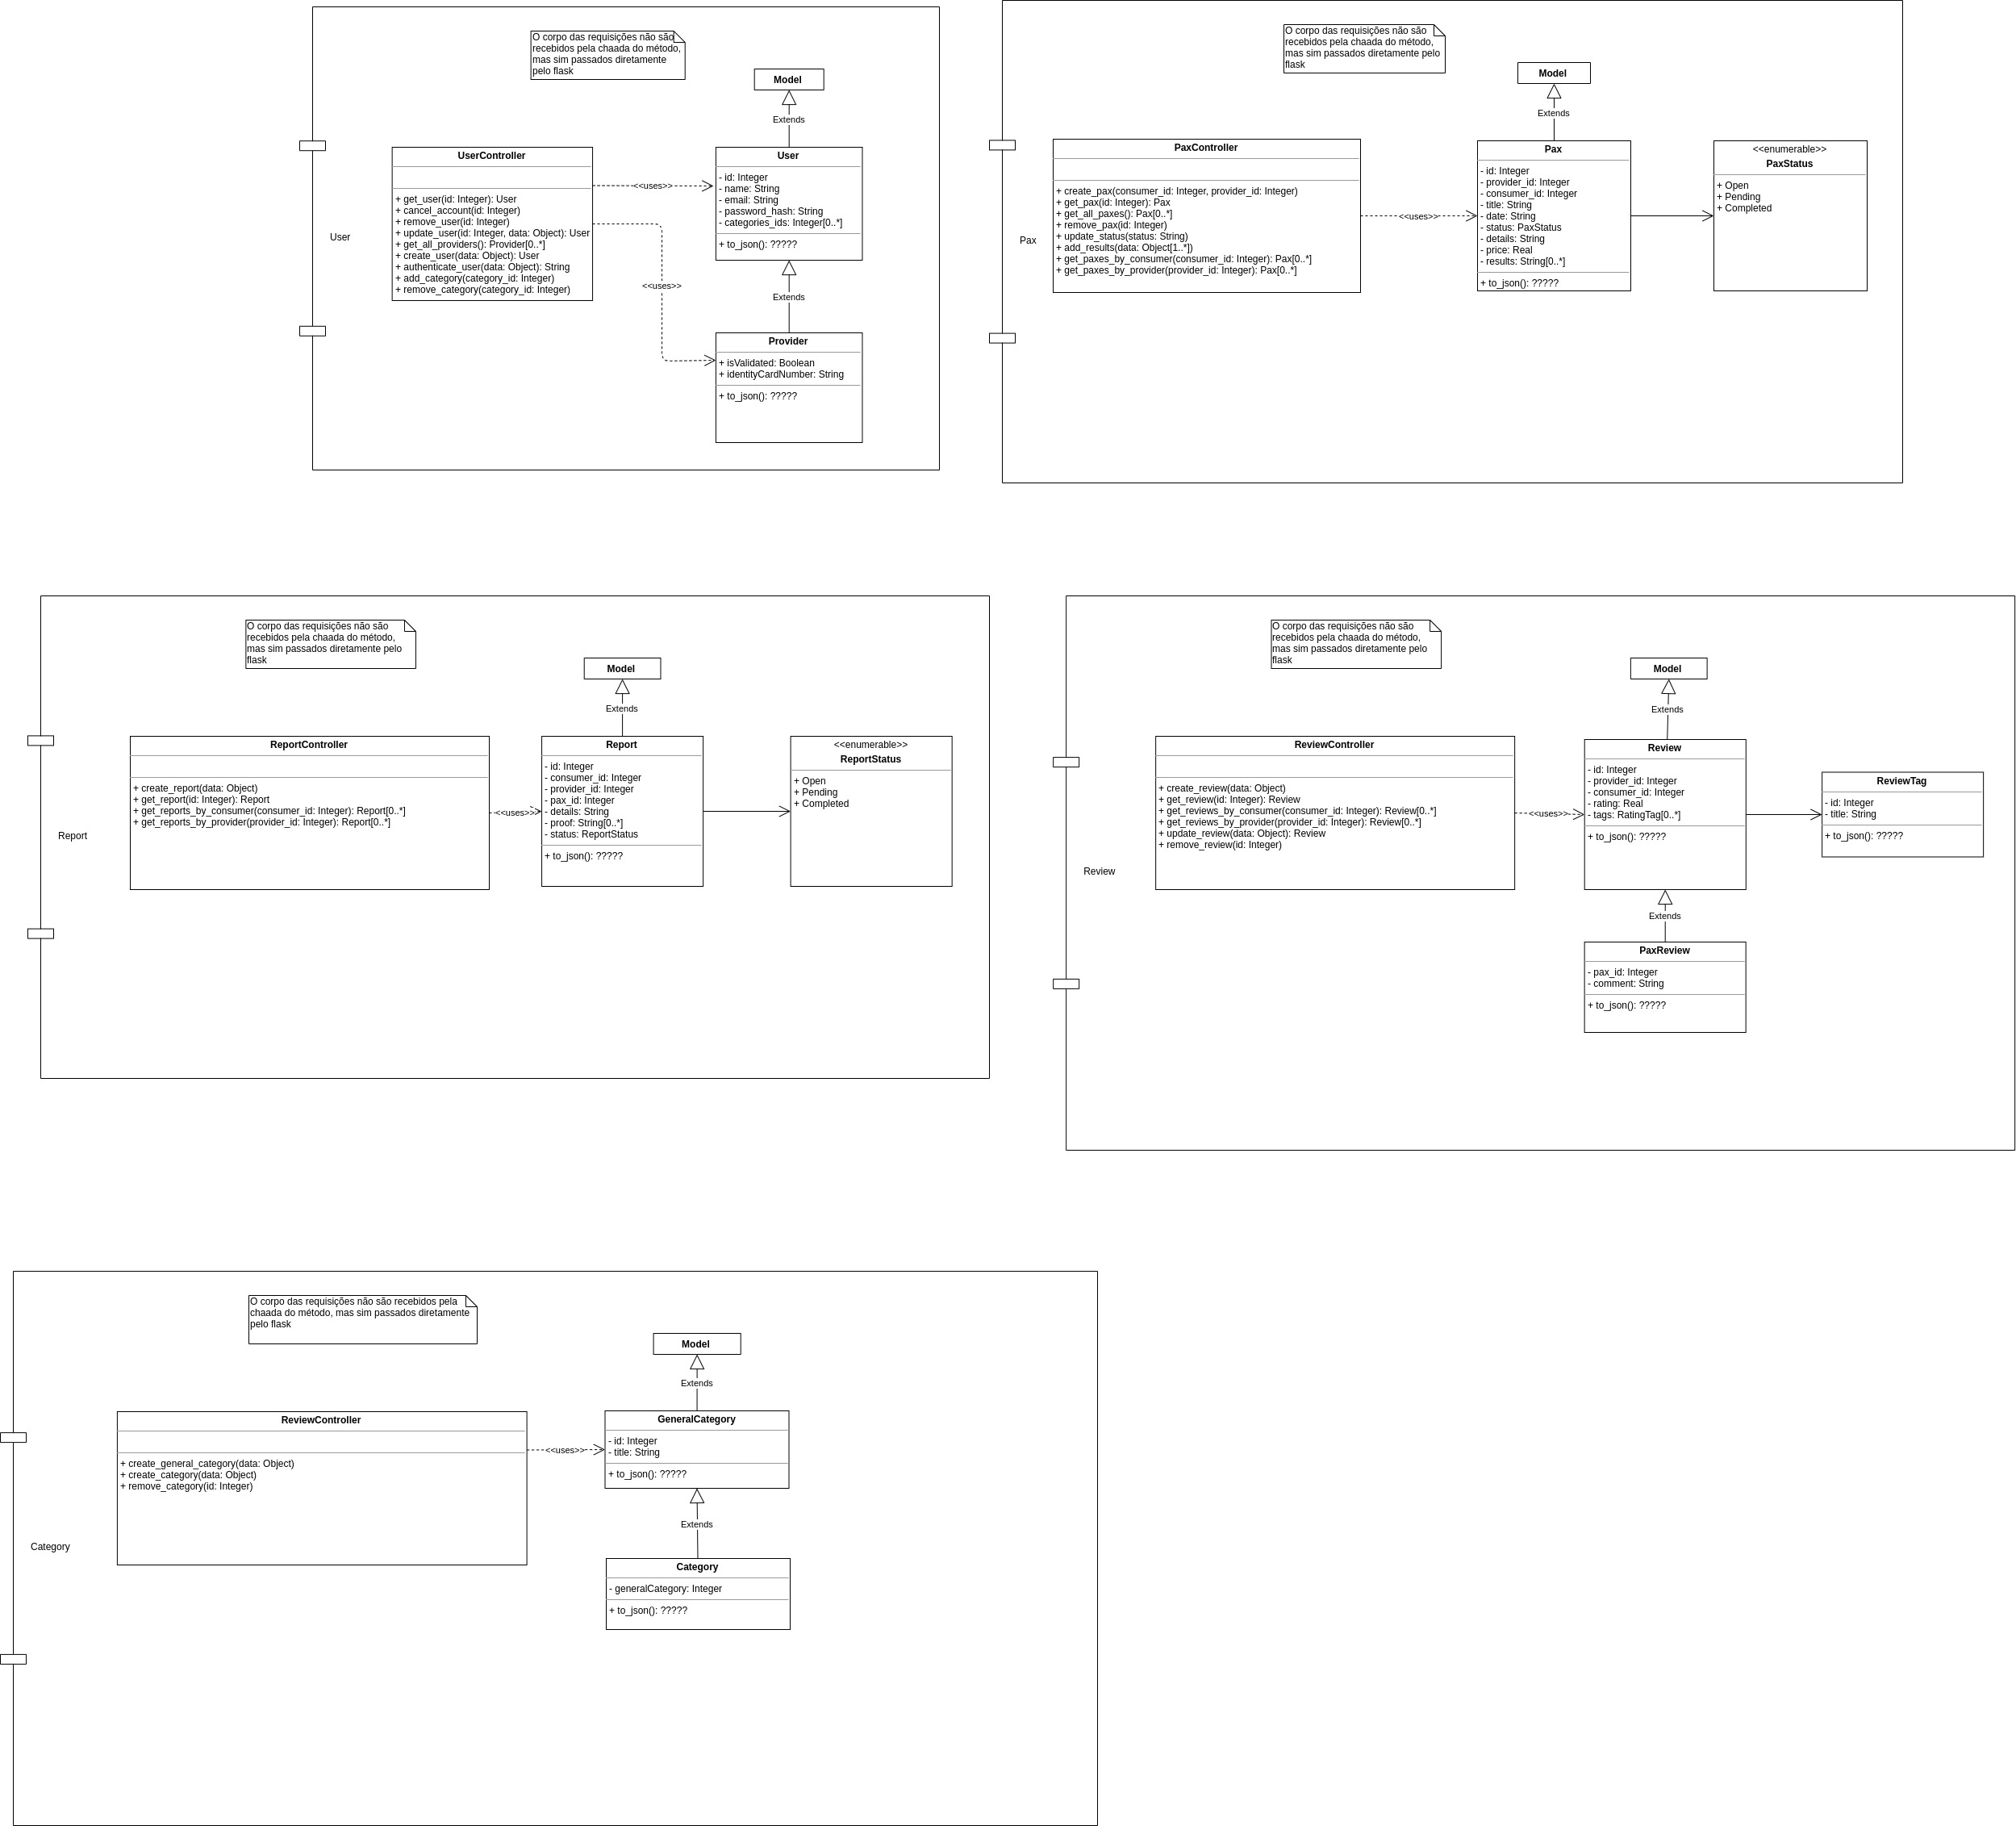 O corpo das requisições não são
recebidos pela chaada do método,
mas sim passados diretamente
pelo flask
Model
Extends
UserController
+ get_user(id: Integer): User
+ cancel_account(id: Integer)
+ remove_user(id: Integer)
+ update_user(id: Integer, data: Object): User
+ get_all_providers(): Provider[0..*]
+ create_user(data: Object): User
+ authenticate_user(data: Object): String
+ add_category(category_id: Integer)
+ remove_category(category_id: Integer)
<<uses>>
<<uses>>
User
- id: Integer
- name: String
- email: String
- password_hash: String
- categories_ids: Integer[0..*]
+ to_json(): ?????
User
Extends
Provider
+ isValidated: Boolean
+ identityCardNumber: String
+ to_json(): ?????
O corpo das requisições não são
recebidos pela chaada do método,
mas sim passados diretamente pelo
flask
Model
Extends
PaxController
+ create_pax(consumer_id: Integer, provider_id: Integer)
+ get_pax(id: Integer): Pax
+ get_all_paxes(): Pax[0..*]
+ remove_pax(id: Integer)
+ update_status(status: String)
+ add_results(data: Object[1..*])
+ get_paxes_by_consumer(consumer_id: Integer): Pax[0..*]
+ get_paxes_by_provider(provider_id: Integer): Pax[0..*]
<<uses>>
Pax
- id: Integer
- provider_id: Integer
- consumer_id: Integer
- title: String
- date: String
- status: PaxStatus
- details: String
- price: Real
- results: String[0..*]
+ to_json(): ?????
<<enumerable>>
PaxStatus
+ Open
+ Pending
+ Completed
Pax
O corpo das requisições não são
recebidos pela chaada do método,
mas sim passados diretamente pelo
flask
Model
Extends
ReportController
+ create_report(data: Object)
+ get_report(id: Integer): Report
+ get_reports_by_consumer(consumer_id: Integer): Report[0..*]
+ get_reports_by_provider(provider_id: Integer): Report[0..*]
<<uses>>
Report
- id: Integer
- consumer_id: Integer
- provider_id: Integer
- pax_id: Integer
- details: String
- proof: String[0..*]
- status: ReportStatus
+ to_json(): ?????
<<enumerable>>
ReportStatus
+ Open
+ Pending
+ Completed
Report
O corpo das requisições não são
recebidos pela chaada do método,
mas sim passados diretamente pelo
flask
Model
Extends
ReviewController
+ create_review(data: Object)
+ get_review(id: Integer): Review
+ get_reviews_by_consumer(consumer_id: Integer): Review[0..*]
+ get_reviews_by_provider(provider_id: Integer): Review[0..*]
+ update_review(data: Object): Review
+ remove_review(id: Integer)
<<uses>>
Review
- id: Integer
- provider_id: Integer
- consumer_id: Integer
- rating: Real
- tags: RatingTag[0..*]
+ to_json(): ?????
ReviewTag
- id: Integer
- title: String
+ to_json(): ?????
Review
Extends
PaxReview
- pax_id: Integer
- comment: String
+ to_json(): ?????
O corpo das requisições não são recebidos pela
chaada do método, mas sim passados diretamente
pelo flask
Model
Extends
ReviewController
+ create_general_category(data: Object)
+ create_category(data: Object)
+ remove_category(id: Integer)
<<uses>>
GeneralCategory
- id: Integer
- title: String
+ to_json(): ?????
Extends
Category
Category
- generalCategory: Integer
+ to_json(): ?????